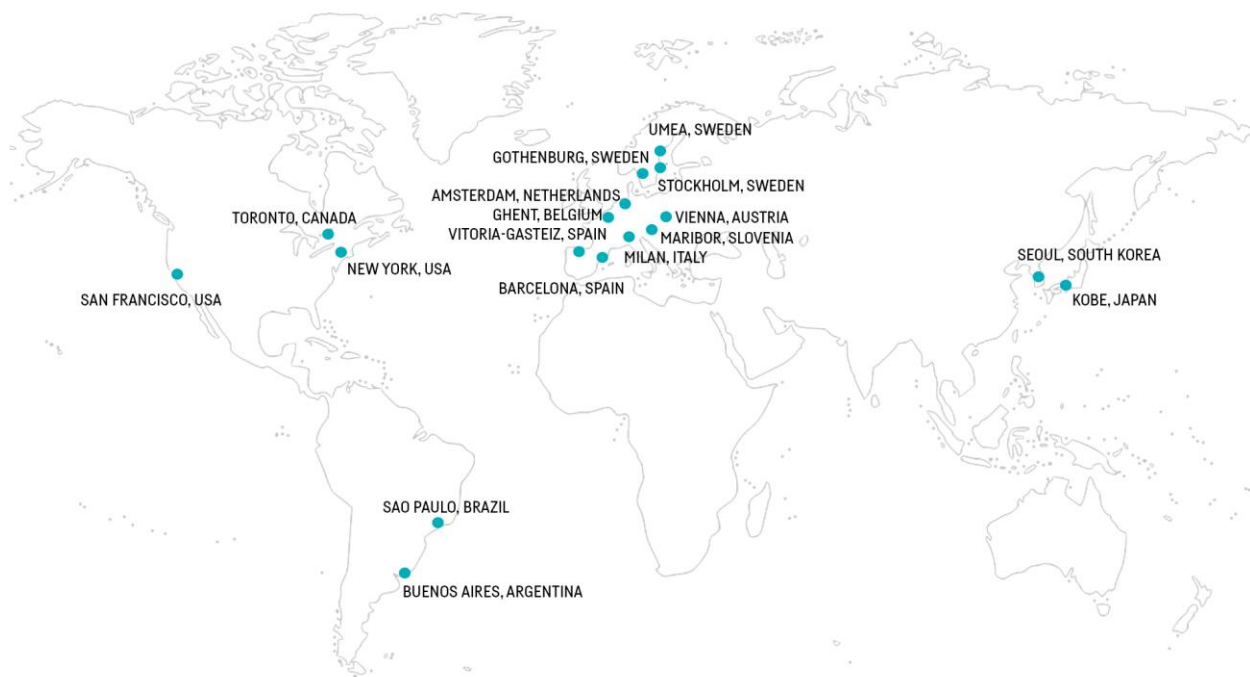 UMEA, SWEDEN
GOTHENBURG, SWEDEN
STOCKHOLM, SWEDEN
AMSTERDAM, NETHERLANDS
GHENT, BELGIUM
VIENNA, AUSTRIA
TORONTO, CANADA
VITORIA-GASTEIZ, SPAIN
MARIBOR, SLOVENIA
MILAN, ITALY
NEW YORK, USA
SEOUL, SOUTH KOREA
BARCELONA, SPAIN
SAN FRANCISCO, USA
KOBE, JAPAN
SAO PAULO, BRAZIL
BUENOS AIRES, ARGENTINA